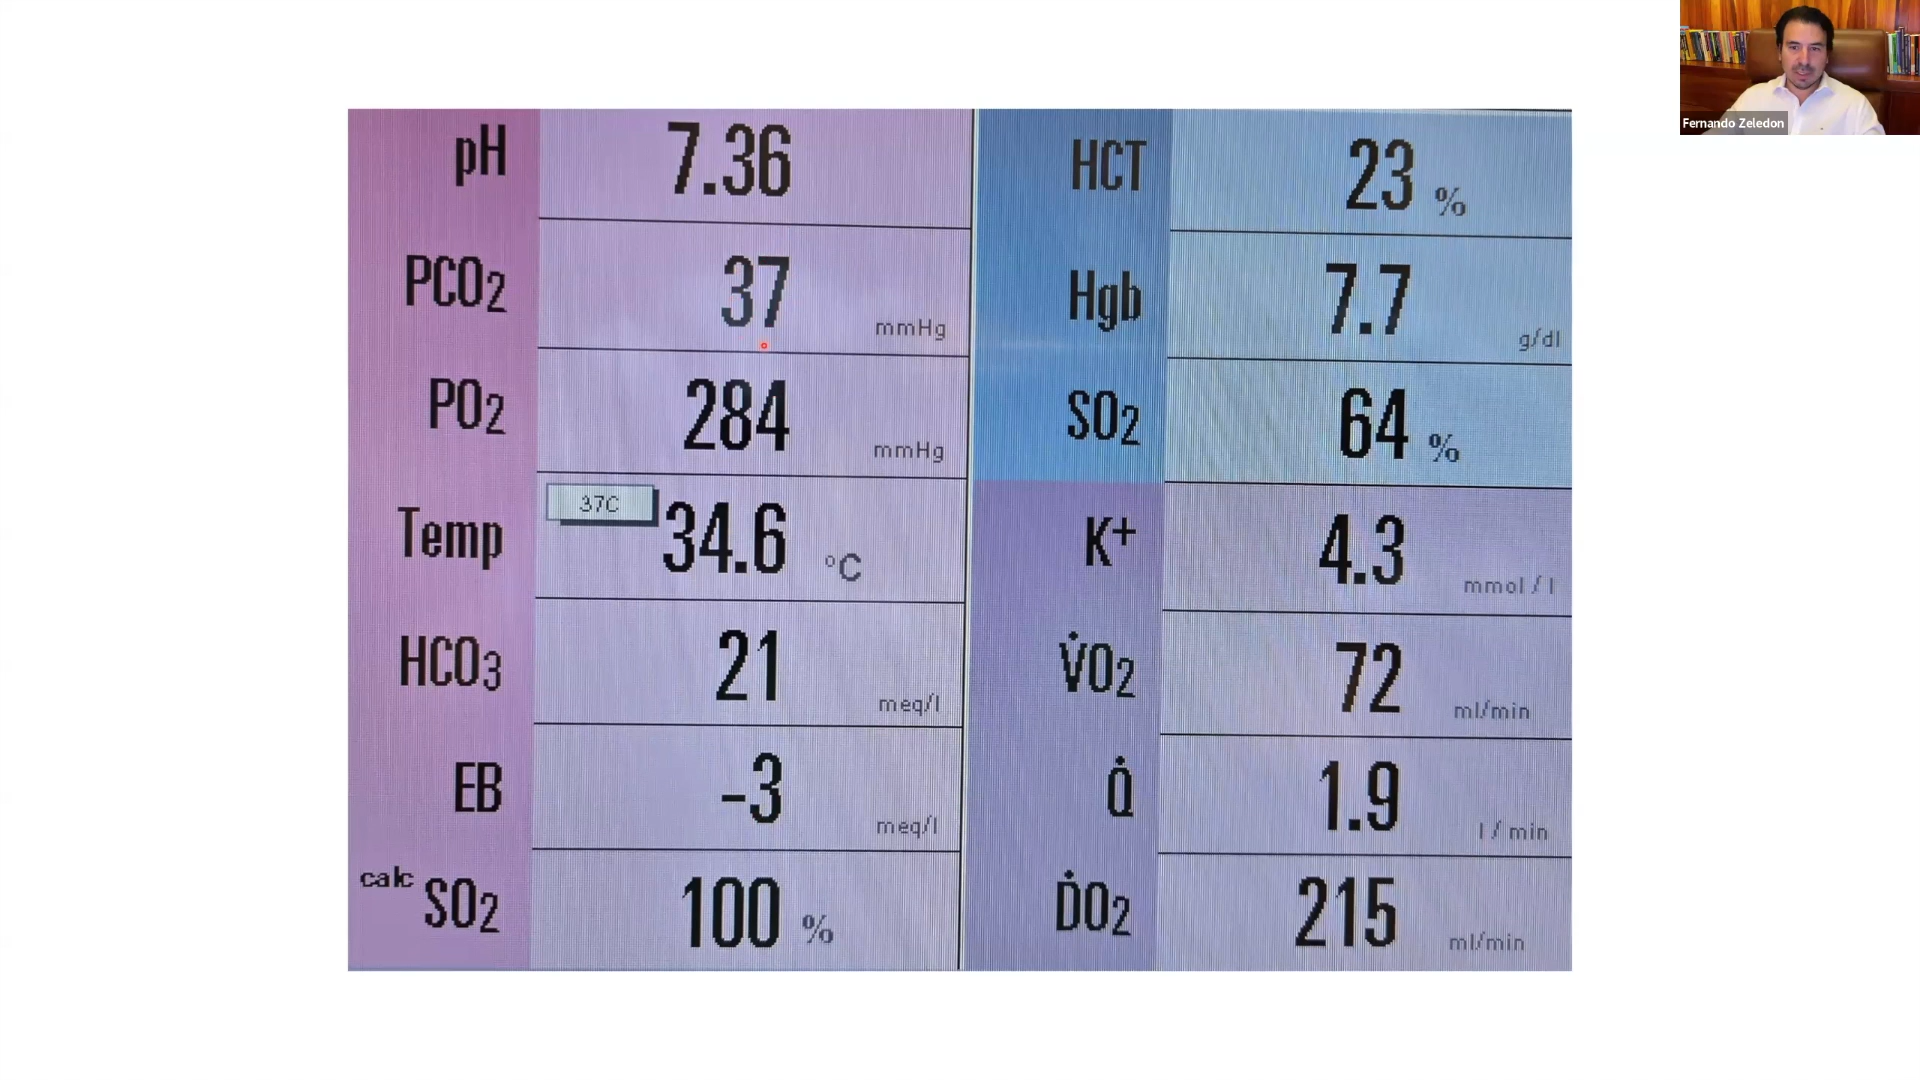 Fernando Zeledon
pH 7.36
PCO2 37 mmHg
PO2 284 mmHg
Temp 37C 34.6 °C
HCO3 21 meq/l
EB -3 meq/l
calc SO2 100 %
HCT 23 %
Hgb 7.7 g/dl
SO2 64 %
K+ 4.3 mmol / l
V̇O2 72 ml/min
Q̇ 1.9 l / min
ḊO2 215 ml/min